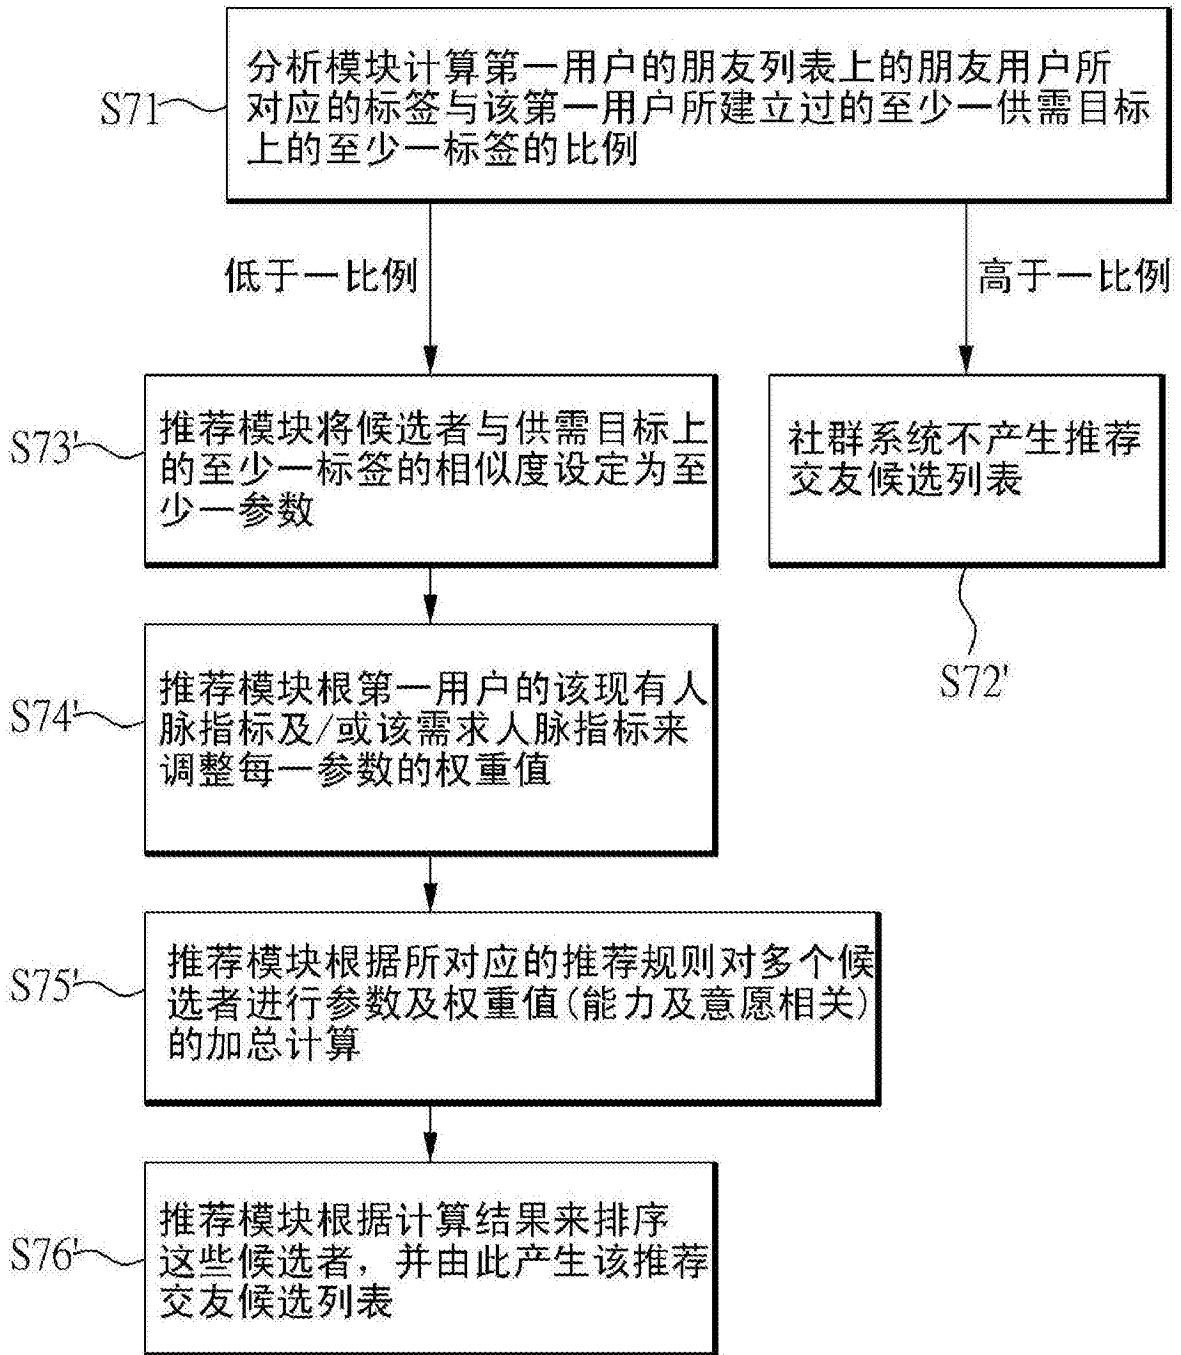 S71
分析模块计算第一用户的朋友列表上的朋友用户所
对应的标签与该第一用户所建立过的至少一供需目标
上的至少一标签的比例
低于一比例
高于一比例
S73'
推荐模块将候选者与供需目标上
的至少一标签的相似度设定为至
少一参数
社群系统不产生推荐
交友候选列表
S72'
S74'
推荐模块根第一用户的该现有人
脉指标及/或该需求人脉指标来
调整每一参数的权重值
S75'
推荐模块根据所对应的推荐规则对多个候
选者进行参数及权重值(能力及意愿相关)
的加总计算
S76'
推荐模块根据计算结果来排序
这些候选者，并由此产生该推荐
交友候选列表